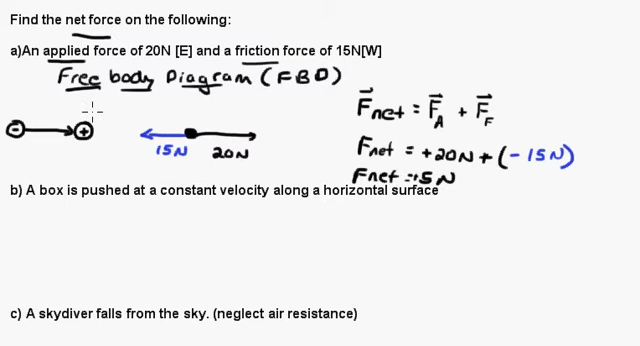 Find the net force on the following:
a)An applied force of 20N [E] and a friction force of 15N[W]
Free body Diagram (FBD)
- +
15N 20N
F⃗net = F⃗A + F⃗F
Fnet = +20N + (- 15N)
Fnet = +5N
b) A box is pushed at a constant velocity along a horizontal surface
c) A skydiver falls from the sky. (neglect air resistance)